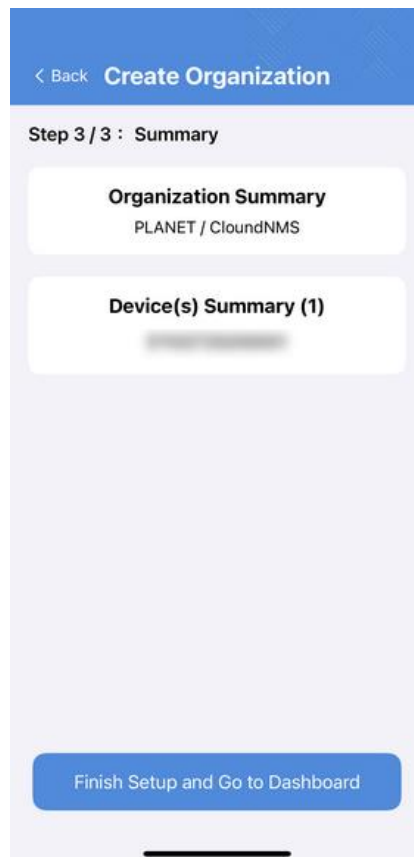 < Back Create Organization
Step 3 / 3 : Summary
Organization Summary
PLANET / CloundNMS
Device(s) Summary (1)
Finish Setup and Go to Dashboard